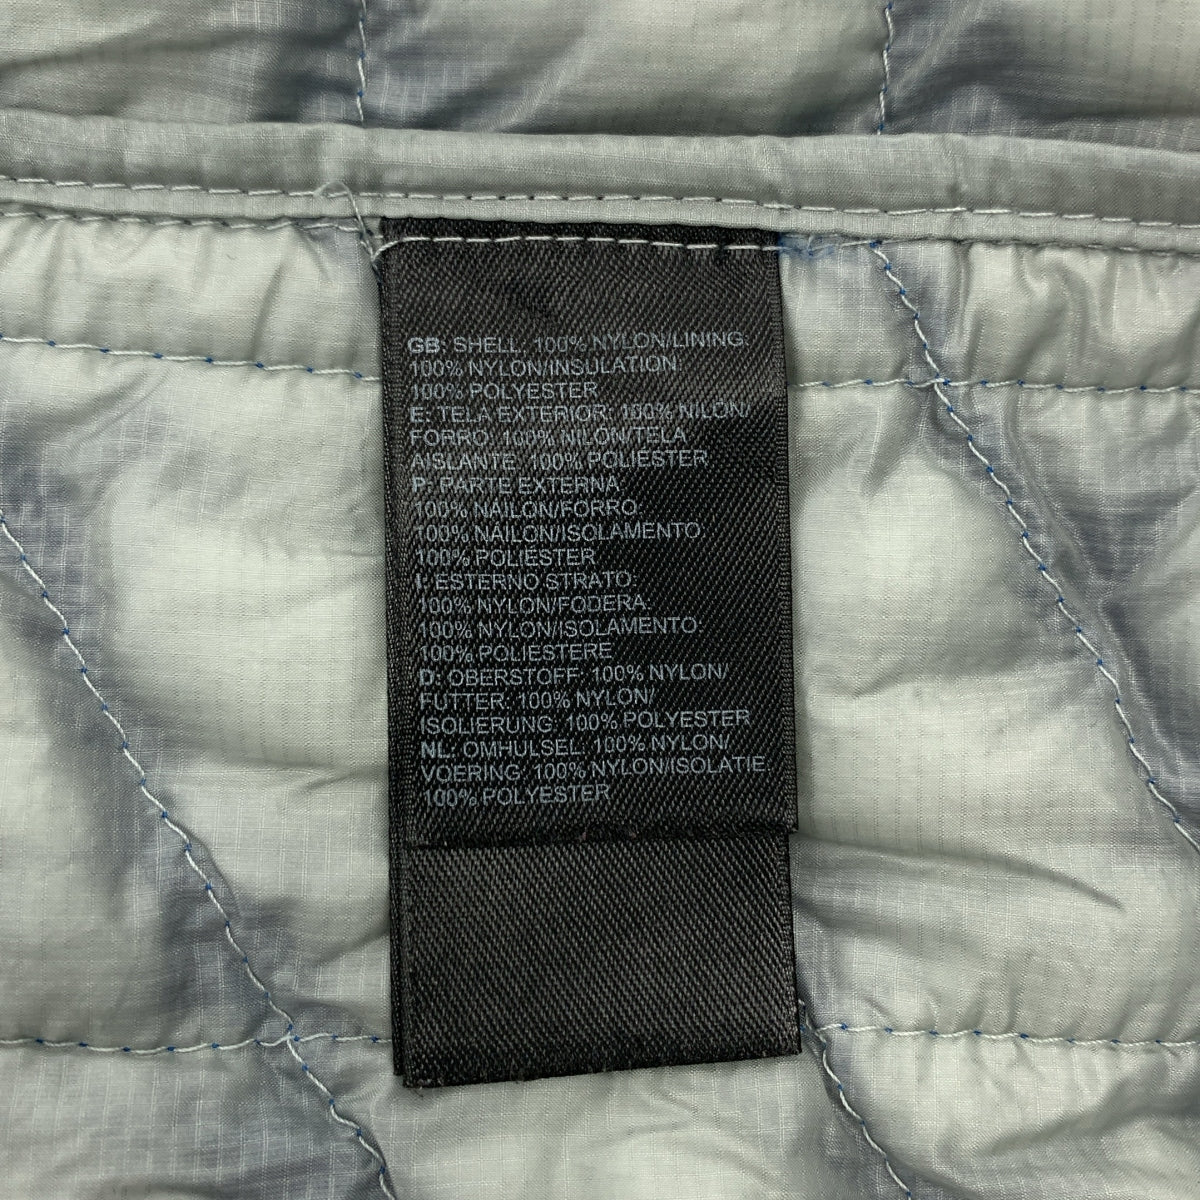 GB: SHELL: 100% NYLON/LINING:
100% NYLON/INSULATION:
100% POLYESTER
E: TELA EXTERIOR: 100% NILÓN/
FORRO: 100% NILÓN/TELA
AISLANTE: 100% POLIÉSTER
P: PARTE EXTERNA:
100% NAILON/FORRO:
100% NAILON/ISOLAMENTO:
100% POLIÉSTER
I: ESTERNO STRATO:
100% NYLON/FODERA:
100% NYLON/ISOLAMENTO:
100% POLIESTERE
D: OBERSTOFF: 100% NYLON/
FUTTER: 100% NYLON/
ISOLIERUNG: 100% POLYESTER
NL: OMHULSEL: 100% NYLON/
VOERING: 100% NYLON/ISOLATIE:
100% POLYESTER